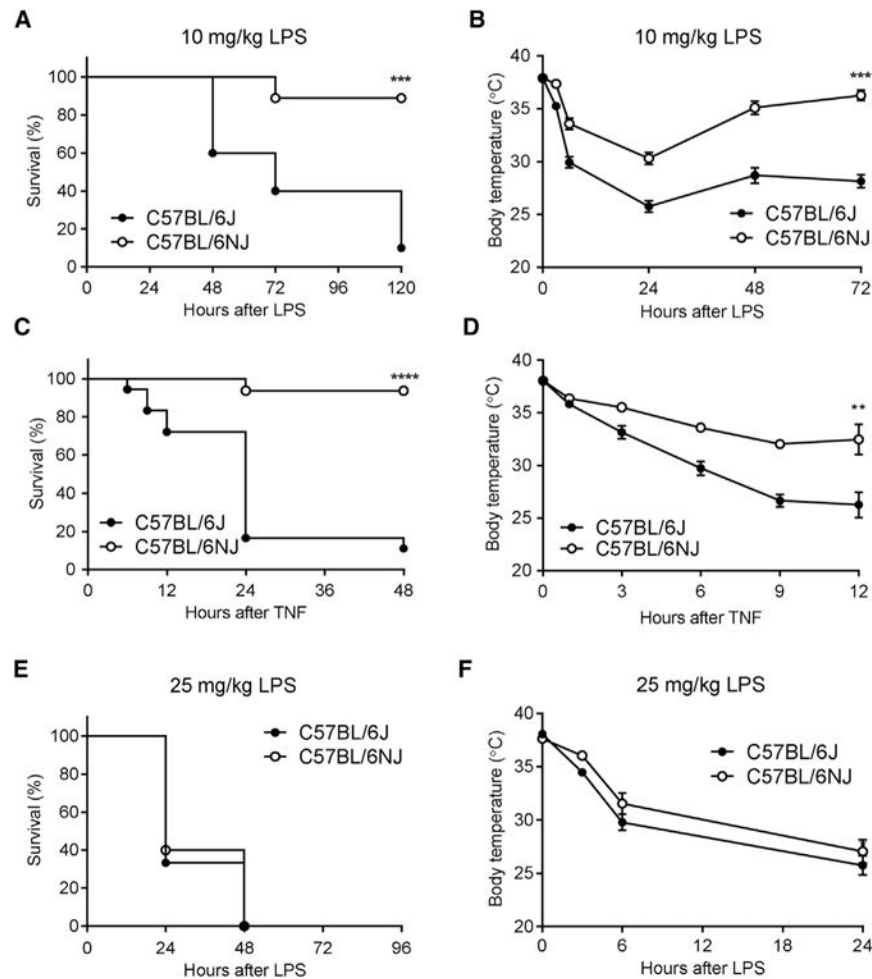 A
10 mg/kg LPS
Survival (%)
100
80
60
40
20
0
***
C57BL/6J
C57BL/6NJ
0 24 48 72 96 120
Hours after LPS
B
10 mg/kg LPS
Body temperature (°C)
40
35
30
25
20
***
C57BL/6J
C57BL/6NJ
0 24 48 72
Hours after LPS
C
Survival (%)
100
80
60
40
20
0
****
C57BL/6J
C57BL/6NJ
0 12 24 36 48
Hours after TNF
D
Body temperature (°C)
40
35
30
25
20
**
C57BL/6J
C57BL/6NJ
0 3 6 9 12
Hours after TNF
E
25 mg/kg LPS
Survival (%)
100
80
60
40
20
0
C57BL/6J
C57BL/6NJ
0 24 48 72 96
Hours after LPS
F
25 mg/kg LPS
Body temperature (°C)
40
35
30
25
20
C57BL/6J
C57BL/6NJ
0 6 12 18 24
Hours after LPS